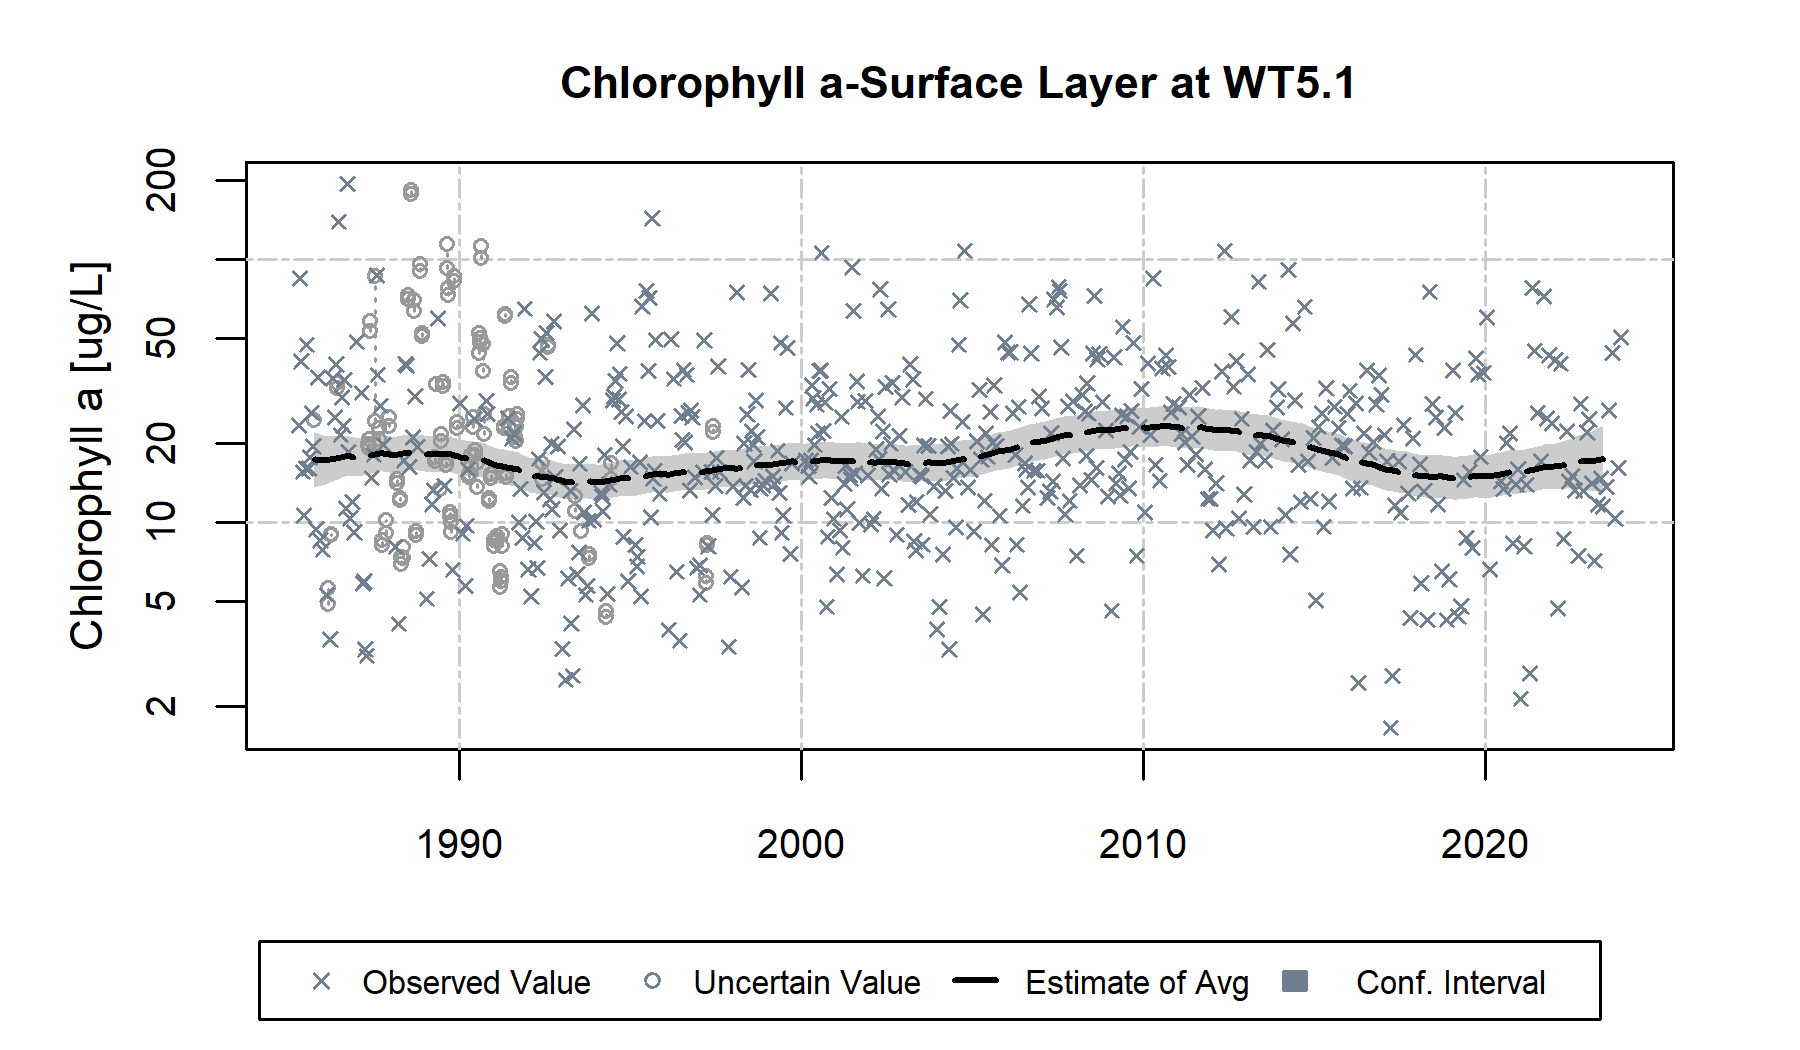 Chlorophyll a-Surface Layer at WT5.1
Chlorophyll a [ug/L]
200
50
20
10
5
2
1990 2000 2010 2020
Observed Value Uncertain Value Estimate of Avg Conf. Interval